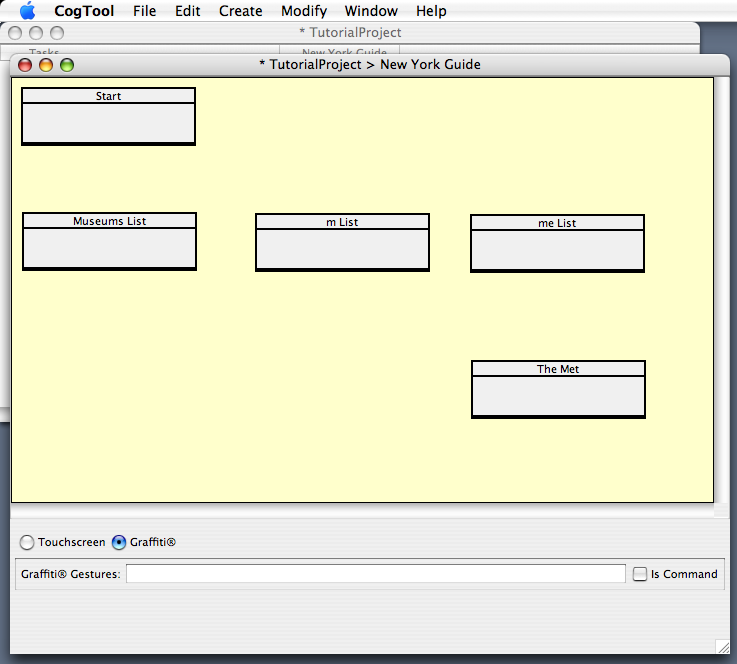 CogTool File Edit Create Modify Window Help
* TutorialProject
Tasks New York Guide
* TutorialProject > New York Guide
Start
Museums List
m List
me List
The Met
Touchscreen Graffiti®
Graffiti® Gestures: Is Command